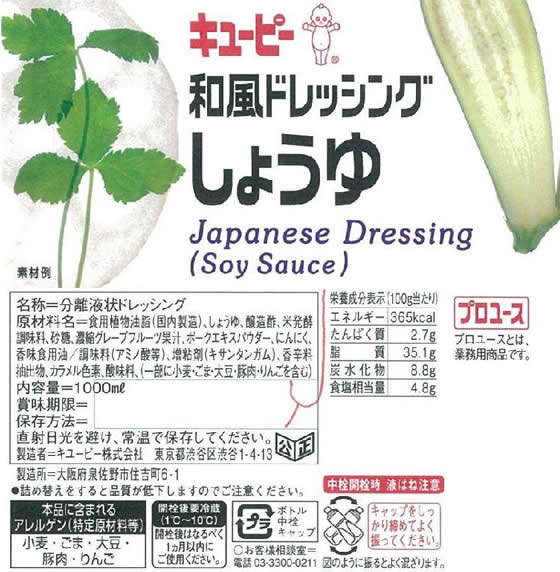 キユーピー
®
和風ドレッシング
しょうゆ
Japanese Dressing
(Soy Sauce)
素材例
名称=分離液状ドレッシング
原材料名=食用植物油脂(国内製造)、しょうゆ、醸造酢、米発酵
調味料、砂糖、濃縮グレープフルーツ果汁、ポークエキスパウダー、にんにく、
香味食用油/調味料(アミノ酸等)、増粘剤(キサンタンガム)、香辛料
抽出物、カラメル色素、酸味料、(一部に小麦・ごま・大豆・豚肉・りんごを含む)
内容量=1000ml
賞味期限=
保存方法=
直射日光を避け、常温で保存してください。
製造者=キユーピー株式会社 東京都渋谷区渋谷1-4-13
公正
製造所=大阪府泉佐野市住吉町6-1
●詰め替えをすると品質が低下しますのでご注意ください。
栄養成分表示(100g当たり)
エネルギー 365kcal
たんぱく質 2.7g
脂質 35.1g
炭水化物 8.8g
食塩相当量 4.8g
プロユース
プロユースとは、
業務用商品です。
本品に含まれる
アレルゲン(特定原材料等)
小麦・ごま・大豆・
豚肉・りんご
開栓後要冷蔵
(1℃~10℃)
開栓後はなるべく
1カ月以内に
ご使用ください。
プラ
ボトル
中栓
キャップ
○お客様相談室=
電話 03-3300-0211
中栓開栓時 液はね注意
キャップをしっ
かり締めてよく
振ってください。
図のように振るとよく混ざります。